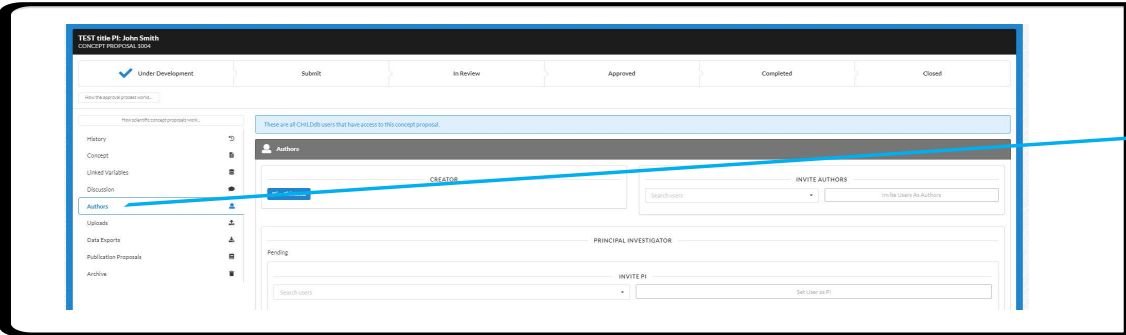 TEST title PI: John Smith
CONCEPT PROPOSAL 1004
Under Development
Submit
In Review
Approved
Completed
Closed
How the approval process works...
How scientific concept proposals work...
History
Concept
Linked Variables
Discussion
Authors
Uploads
Data Exports
Publication Proposals
Archive
These are all CHILDdb users that have access to this concept proposal.
Authors
CREATOR
INVITE AUTHORS
Search users
Invite Users As Authors
PRINCIPAL INVESTIGATOR
Pending
INVITE PI
Search users
Set User as PI